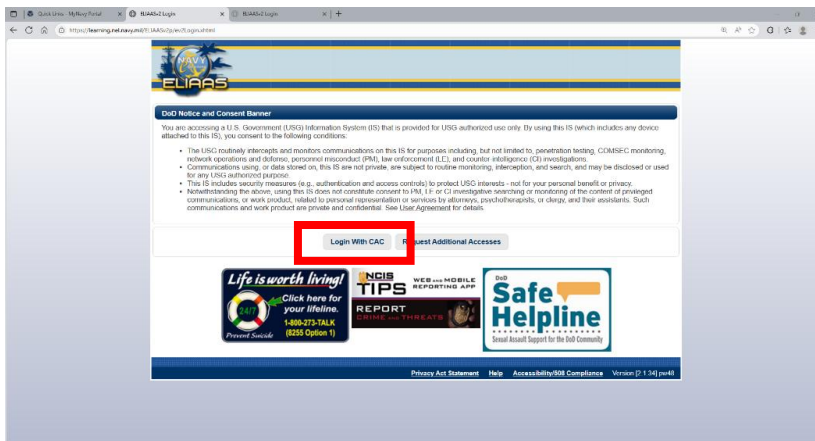 Quick Links - MyNavy Portal
ELIAASv2 Login
ELIAASv2 Login
NAVY
ELIAAS
DoD Notice and Consent Banner
You are accessing a U.S. Government (USG) Information System (IS) that is provided for USG authorized use only. By using this IS (which includes any device
attached to this IS), you consent to the following conditions:
• The USG routinely intercepts and monitors communications on this IS for purposes including, but not limited to, penetration testing, COMSEC monitoring,
network operations and defense, personnel misconduct (PM), law enforcement (LE), and counter-intelligence (CI) investigations.
• Communications using, or data stored on, this IS are not private, are subject to routine monitoring, interception, and search, and may be disclosed or used
for any USG authorized purpose.
• This IS includes security measures (e.g., authentication and access controls) to protect USG interests - not for your personal benefit or privacy.
• Notwithstanding the above, using this IS does not constitute consent to PM, LE or CI investigative searching or monitoring of the content of privileged
communications, or work product, related to personal representation or services by attorneys, psychotherapists, or clergy, and their assistants. Such
communications and work product are private and confidential. See User Agreement for details.
Login With CAC
Request Additional Accesses
Life is worth living!
24/7
Click here for
your lifeline.
1-800-273-TALK
(8255 Option 1)
Prevent Suicide
NCIS
TIPS
WEB AND MOBILE
REPORTING APP
REPORT
CRIME AND THREATS
DoD
Safe
Helpline
Sexual Assault Support for the DoD Community
Privacy Act Statement Help Accessibility/508 Compliance Version [2.1.34] pw48